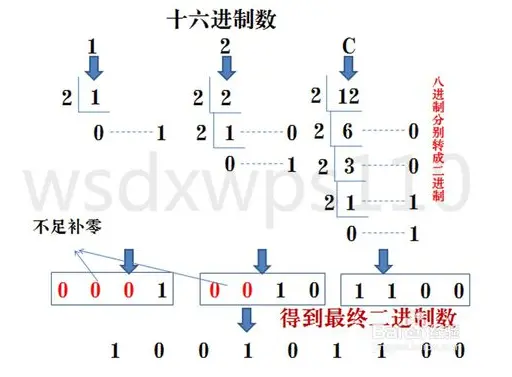 十六进制数
1 2 C
2 1 2 2 2 12
0 1 2 1 0 2 6 0
0 1 2 3 0
2 1 1
0 1
八进制分别转成二进制
wsdxwps110
不足补零
0 0 0 1 0 0 1 0 1 1 0 0
得到最终二进制数
1 0 0 1 0 1 1 0 0